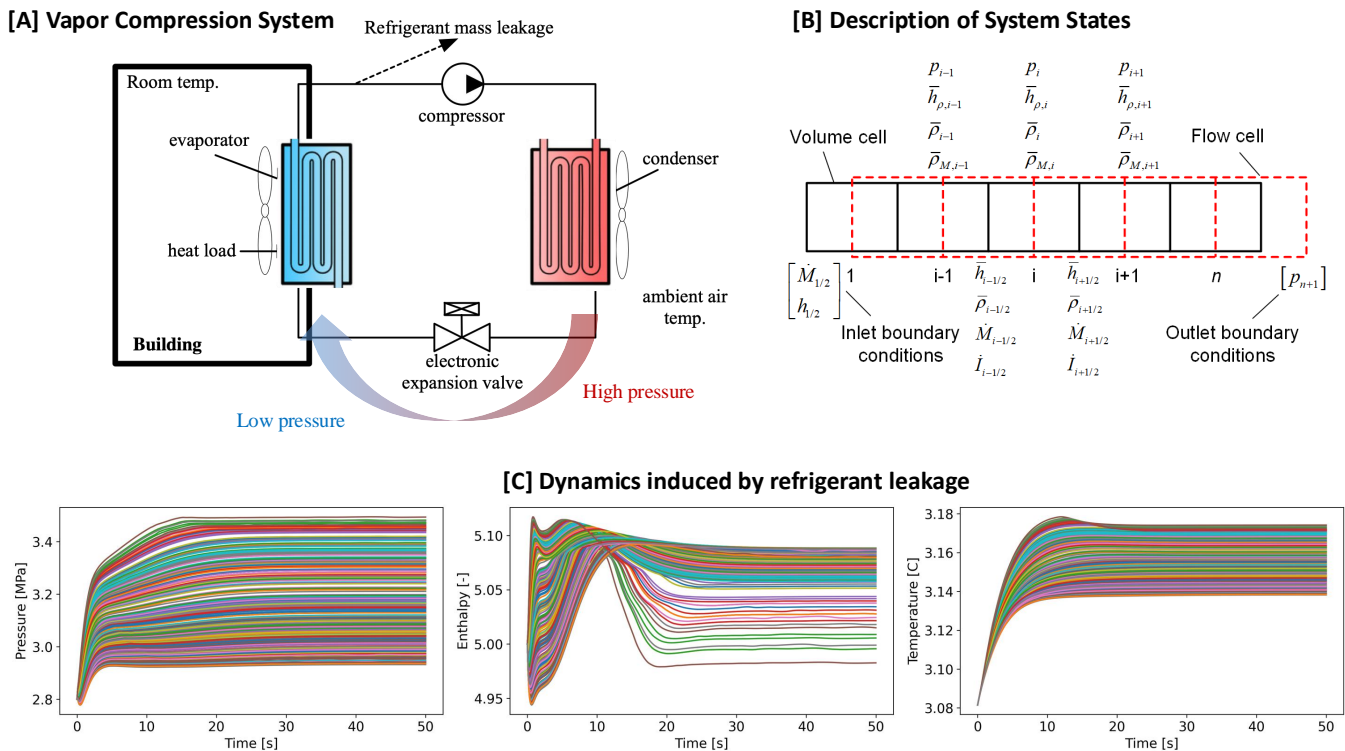 [A] Vapor Compression System
Refrigerant mass leakage
Room temp.
compressor
evaporator
condenser
heat load
ambient air
temp.
Building
electronic
expansion valve
High pressure
Low pressure
[B] Description of System States
p_{i-1} p_i p_{i+1}
h̅_{ρ,i-1} h̅_{ρ,i} h̅_{ρ,i+1}
ρ̅_{i-1} ρ̅_i ρ̅_{i+1}
ρ̅_{M,i-1} ρ̅_{M,i} ρ̅_{M,i+1}
Volume cell Flow cell
[Ṁ_{1/2} 1 i-1 h̅_{i-1/2} i h̅_{i+1/2} i+1 n [p_{n+1}]
h_{1/2}] ρ̅_{i-1/2} ρ̅_{i+1/2}
Inlet boundary Ṁ_{i-1/2} Ṁ_{i+1/2} Outlet boundary
conditions İ_{i-1/2} İ_{i+1/2} conditions
[C] Dynamics induced by refrigerant leakage
Pressure [MPa]
3.4
3.2
3.0
2.8
0 10 20 30 40 50
Time [s]
Enthalpy [-]
5.10
5.05
5.00
4.95
0 10 20 30 40 50
Time [s]
Temperature [C]
3.18
3.16
3.14
3.12
3.10
3.08
0 10 20 30 40 50
Time [s]